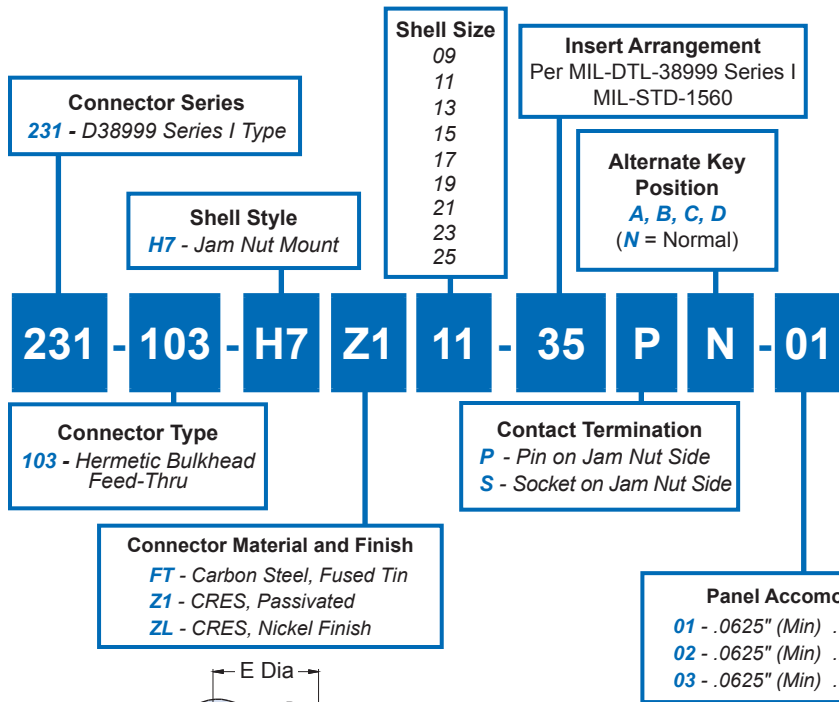 Shell Size
09
11
13
15
17
19
21
23
25
Insert Arrangement
Per MIL-DTL-38999 Series I
MIL-STD-1560
Connector Series
231 - D38999 Series I Type
Alternate Key
Position
A, B, C, D
(N = Normal)
Shell Style
H7 - Jam Nut Mount
231 - 103 - H7 Z1 11 - 35 P N - 01
Connector Type
103 - Hermetic Bulkhead
Feed-Thru
Contact Termination
P - Pin on Jam Nut Side
S - Socket on Jam Nut Side
Connector Material and Finish
FT - Carbon Steel, Fused Tin
Z1 - CRES, Passivated
ZL - CRES, Nickel Finish
Panel Accomo
01 - .0625" (Min) .
02 - .0625" (Min) .
03 - .0625" (Min) .
E Dia